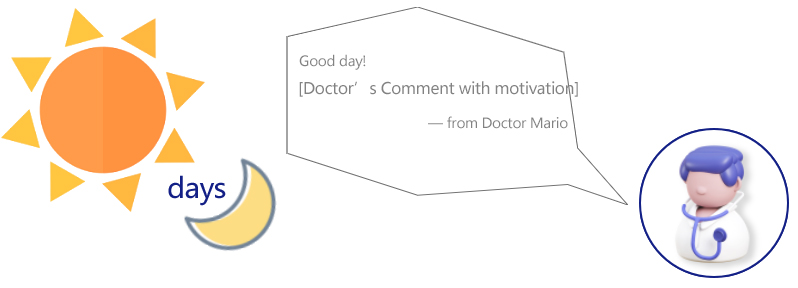 Good day!
[Doctor’s Comment with motivation]
— from Doctor Mario
days